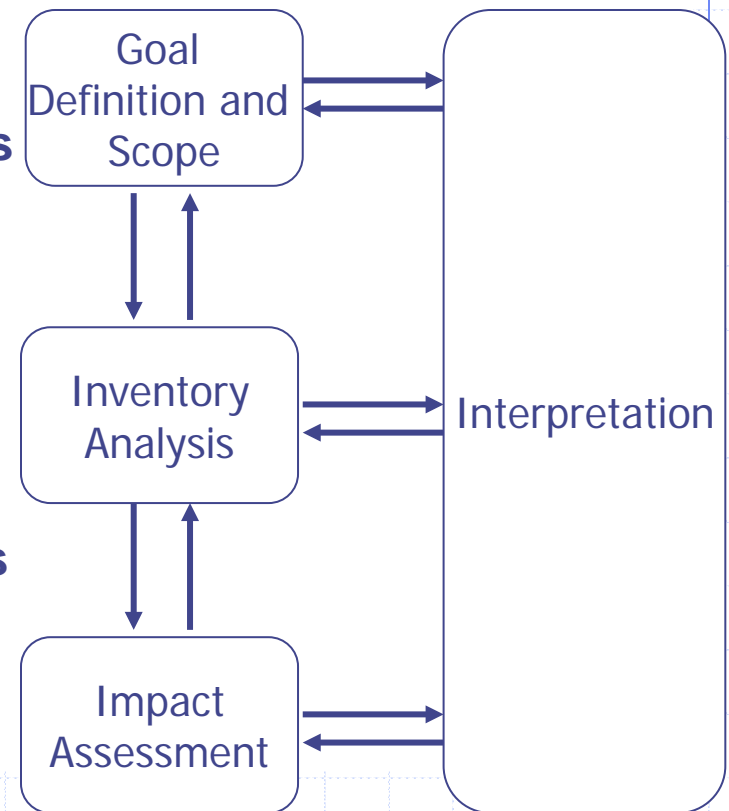 Goal
Definition and
Scope
s
Inventory
Analysis
Interpretation
s
Impact
Assessment